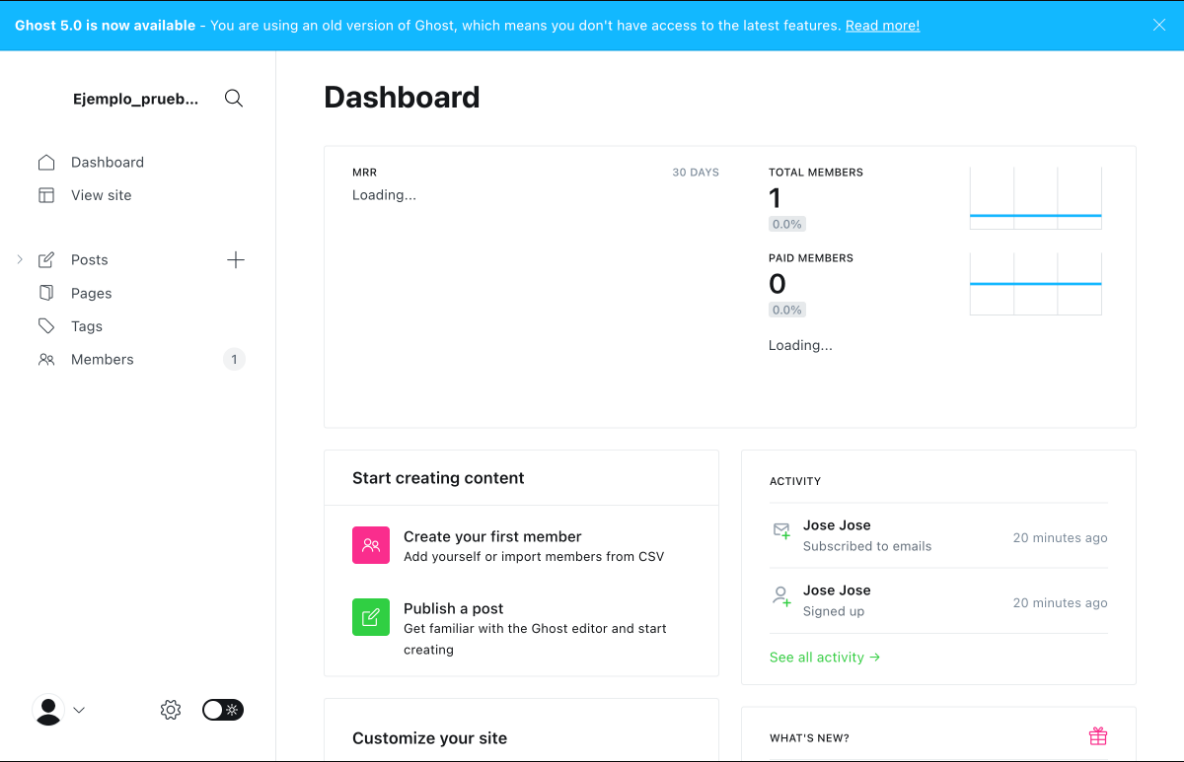 Ghost 5.0 is now available - You are using an old version of Ghost, which means you don't have access to the latest features. Read more!
Ejemplo_prueb...
Dashboard
View site
Posts
Pages
Tags
Members 1
Dashboard
MRR 30 DAYS
Loading...
TOTAL MEMBERS
1
0.0%
PAID MEMBERS
0
0.0%
Loading...
Start creating content
Create your first member
Add yourself or import members from CSV
Publish a post
Get familiar with the Ghost editor and start
creating
Customize your site
ACTIVITY
Jose Jose
Subscribed to emails
20 minutes ago
Jose Jose
Signed up
20 minutes ago
See all activity →
WHAT'S NEW?